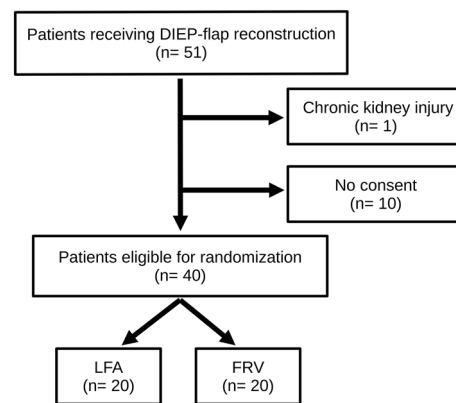 Patients receiving DIEP-flap reconstruction
(n= 51)
Chronic kidney injury
(n= 1)
No consent
(n= 10)
Patients eligible for randomization
(n= 40)
LFA
(n= 20)
FRV
(n= 20)